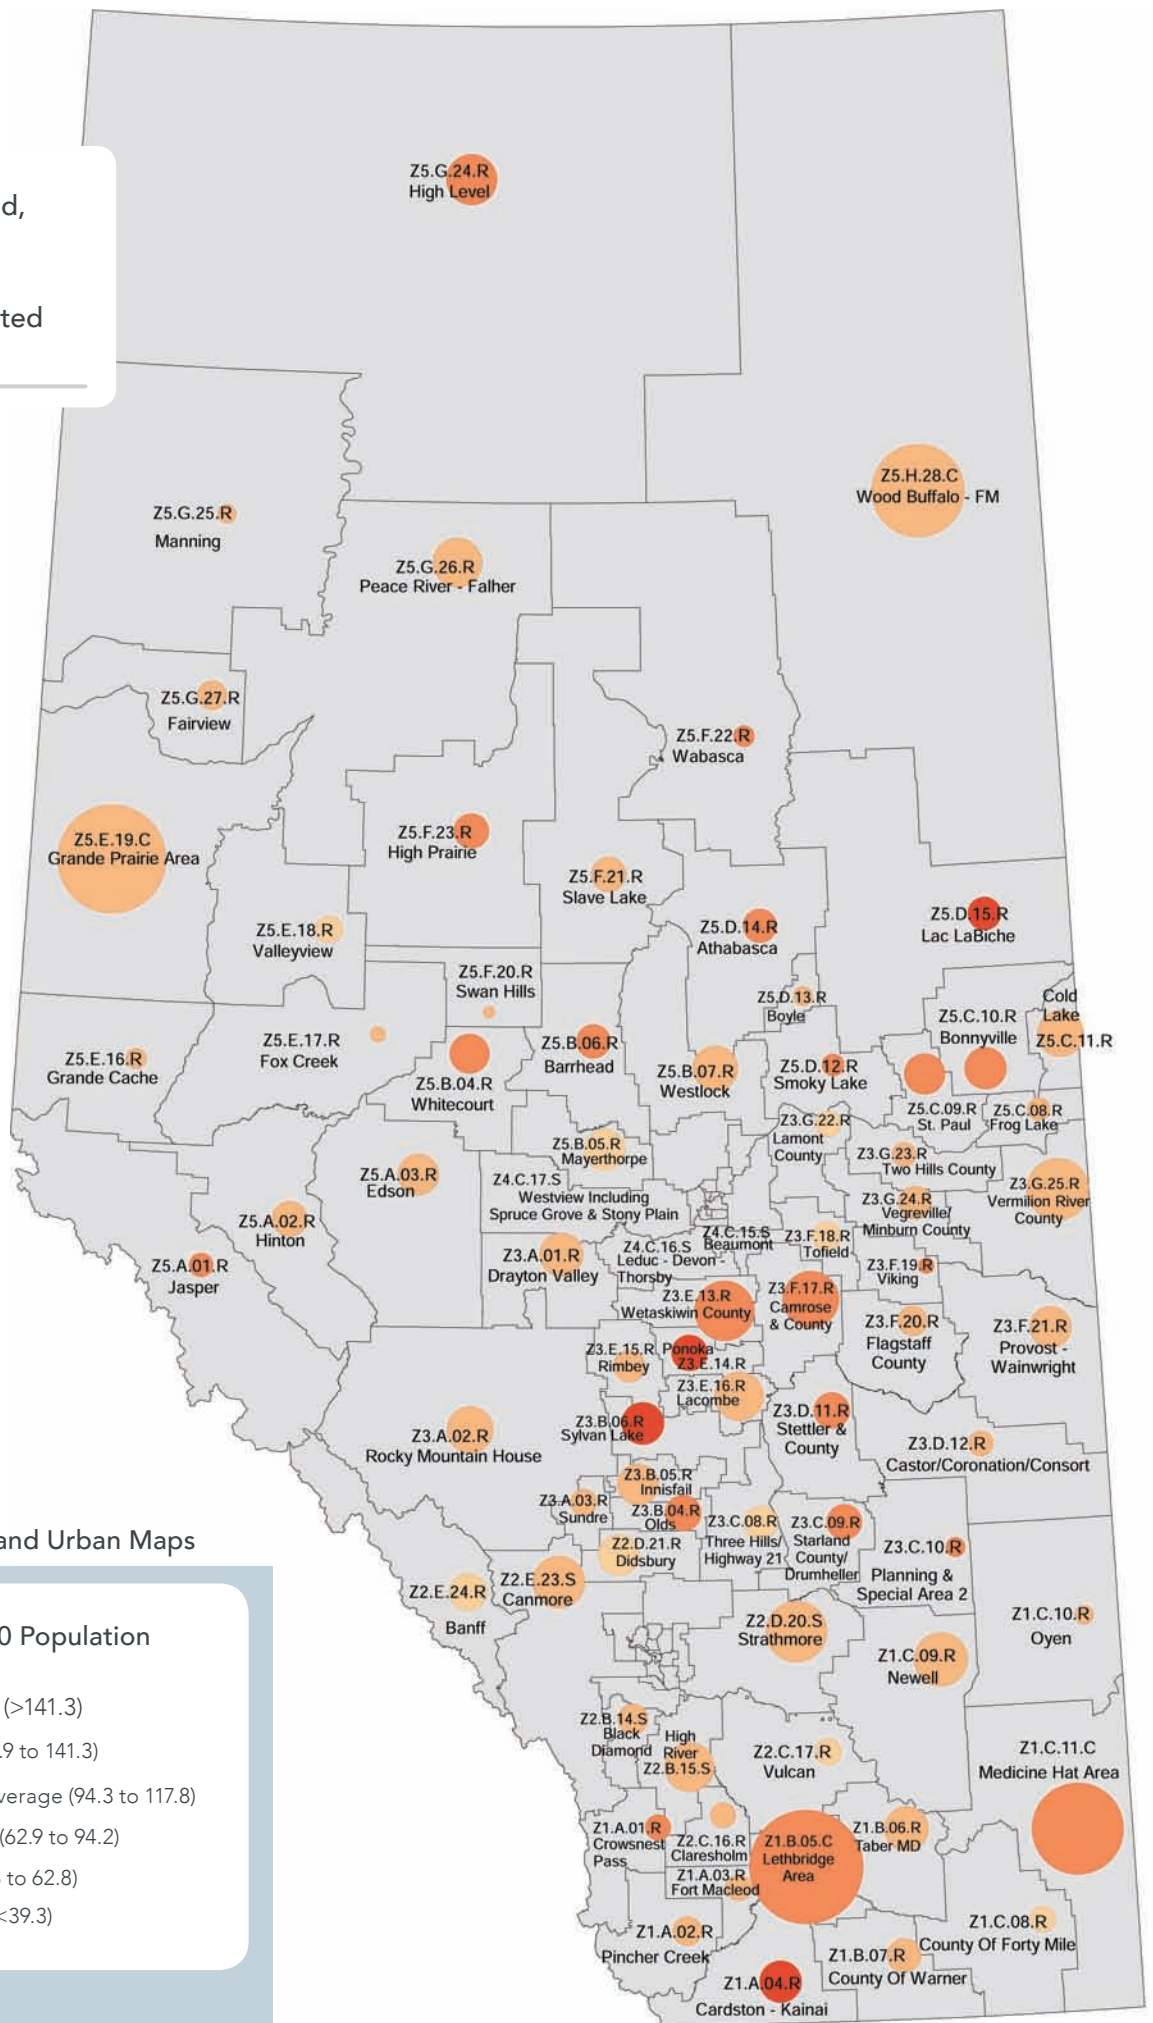 d,
ted
Z5.G.24.R
High Level
Z5.H.28.C
Wood Buffalo - FM
Z5.G.25.R
Manning
Z5.G.26.R
Peace River - Falher
Z5.G.27.R
Fairview
Z5.F.22.R
Wabasca
Z5.E.19.C
Grande Prairie Area
Z5.F.23.R
High Prairie
Z5.F.21.R
Slave Lake
Z5.E.18.R
Valleyview
Z5.D.14.R
Athabasca
Z5.D.15.R
Lac LaBiche
Z5.F.20.R
Swan Hills
Z5.D.13.R
Boyle
Z5.C.10.R
Bonnyville
Cold
Lake
Z5.C.11.R
Z5.E.16.R
Grande Cache
Z5.E.17.R
Fox Creek
Z5.B.04.R
Whitecourt
Z5.B.06.R
Barrhead
Z5.B.07.R
Westlock
Z5.D.12.R
Smoky Lake
Z5.C.09.R
St. Paul
Z5.C.08.R
Frog Lake
Z3.G.22.R
Lamont
County
Z5.B.05.R
Mayerthorpe
Z3.G.23.R
Two Hills County
Z5.A.03.R
Edson
Z4.C.17.S
Westview Including
Spruce Grove & Stony Plain
Z3.G.24.R
Vegreville/
Minburn County
Z3.G.25.R
Vermilion River
County
Z5.A.02.R
Hinton
Z4.C.15.S
Beaumont
Z3.F.18.R
Tofield
Z5.A.01.R
Jasper
Z3.A.01.R
Drayton Valley
Z4.C.16.S
Leduc - Devon -
Thorsby
Z3.F.19.R
Viking
Z3.E.13.R
Wetaskiwin County
Z3.F.17.R
Camrose
& County
Z3.F.20.R
Flagstaff
County
Z3.F.21.R
Provost -
Wainwright
Z3.E.15.R
Rimbey
Ponoka
Z3.E.14.R
Z3.E.16.R
Lacombe
Z3.D.11.R
Stettler &
County
Z3.B.06.R
Sylvan Lake
Z3.A.02.R
Rocky Mountain House
Z3.D.12.R
Castor/Coronation/Consort
Z3.B.05.R
Innisfail
Z3.A.03.R
Sundre
Z3.B.04.R
Olds
Z3.C.08.R
Three Hills/
Highway 21
Z3.C.09.R
Starland
County/
Drumheller
Z3.C.10.R
Planning &
Special Area 2
and Urban Maps
Z2.D.21.R
Didsbury
Z2.E.24.R
Banff
Z2.E.23.S
Canmore
Z2.D.20.S
Strathmore
Z1.C.10.R
Oyen
Z1.C.09.R
Newell
0 Population
(>141.3)
.9 to 141.3)
verage (94.3 to 117.8)
(62.9 to 94.2)
to 62.8)
<39.3)
Z2.B.14.S
Black
Diamond
High
River
Z2.B.15.S
Z2.C.17.R
Vulcan
Z1.C.11.C
Medicine Hat Area
Z1.A.01.R
Crowsnest
Pass
Z2.C.16.R
Claresholm
Z1.B.05.C
Lethbridge
Area
Z1.B.06.R
Taber MD
Z1.A.03.R
Fort Macleod
Z1.A.02.R
Pincher Creek
Z1.C.08.R
County Of Forty Mile
Z1.B.07.R
County Of Warner
Z1.A.04.R
Cardston - Kainai